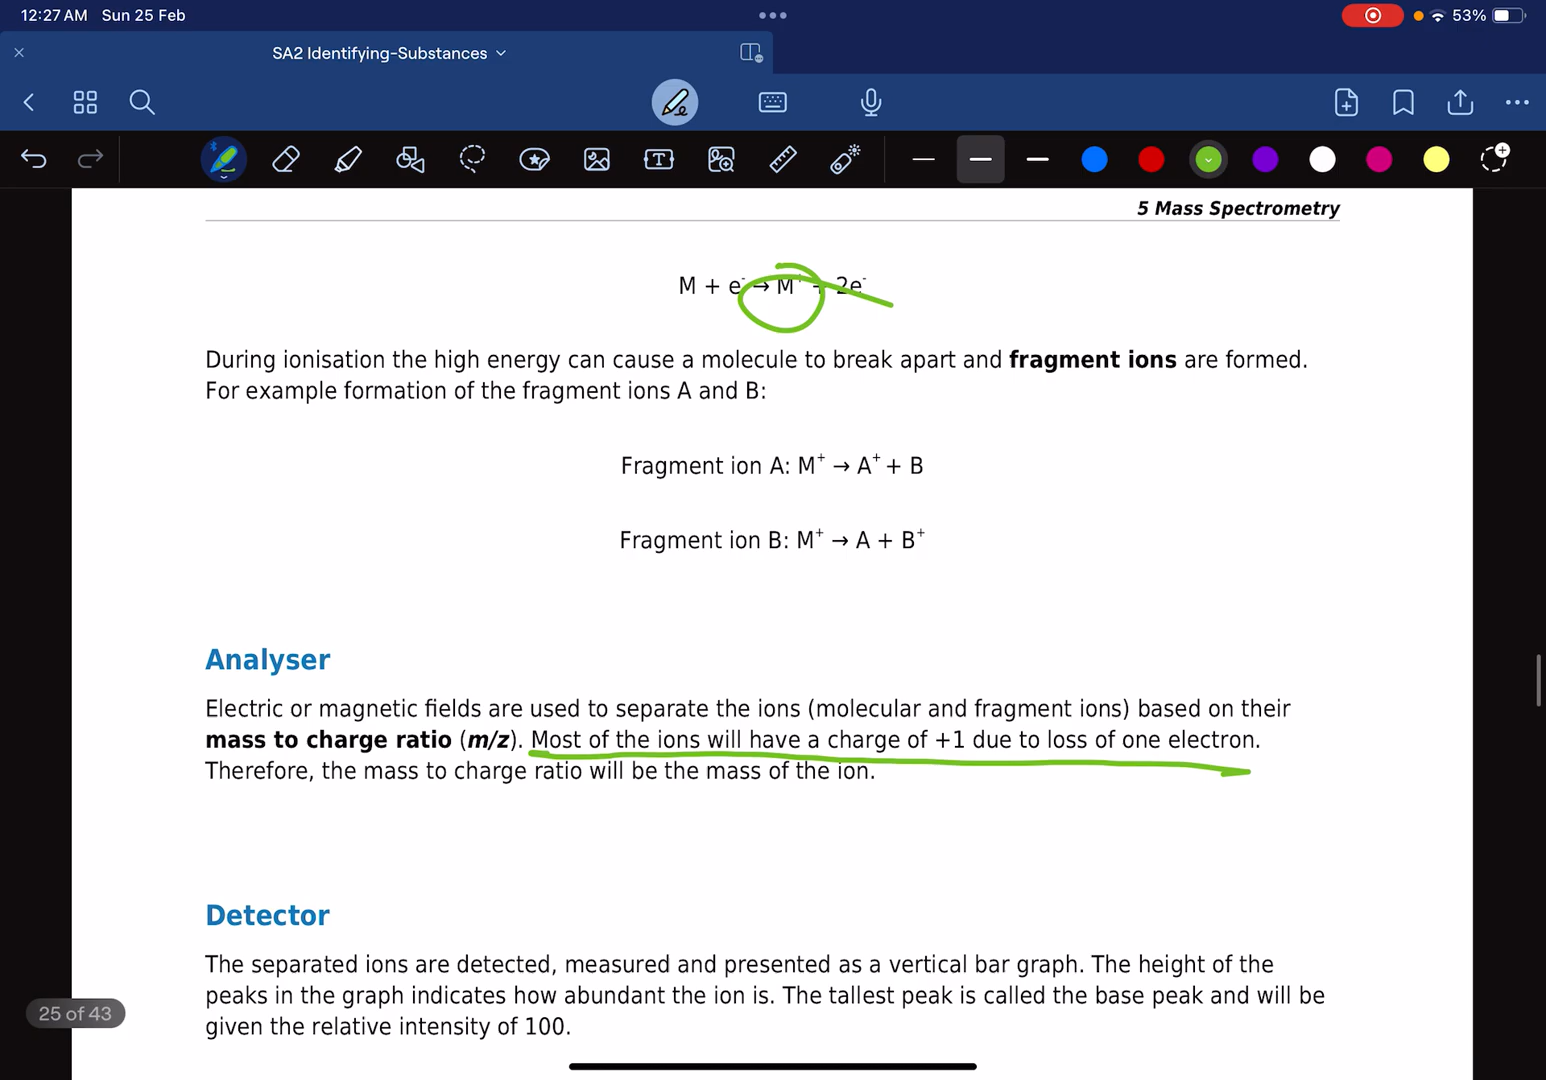 12:27 AM Sun 25 Feb
53%
SA2 Identifying-Substances
5 Mass Spectrometry
M + e⁻ → M⁺ + 2e⁻
During ionisation the high energy can cause a molecule to break apart and fragment ions are formed.
For example formation of the fragment ions A and B:
Fragment ion A: M⁺ → A⁺ + B
Fragment ion B: M⁺ → A + B⁺
Analyser
Electric or magnetic fields are used to separate the ions (molecular and fragment ions) based on their
mass to charge ratio (m/z). Most of the ions will have a charge of +1 due to loss of one electron.
Therefore, the mass to charge ratio will be the mass of the ion.
Detector
The separated ions are detected, measured and presented as a vertical bar graph. The height of the
peaks in the graph indicates how abundant the ion is. The tallest peak is called the base peak and will be
given the relative intensity of 100.
25 of 43